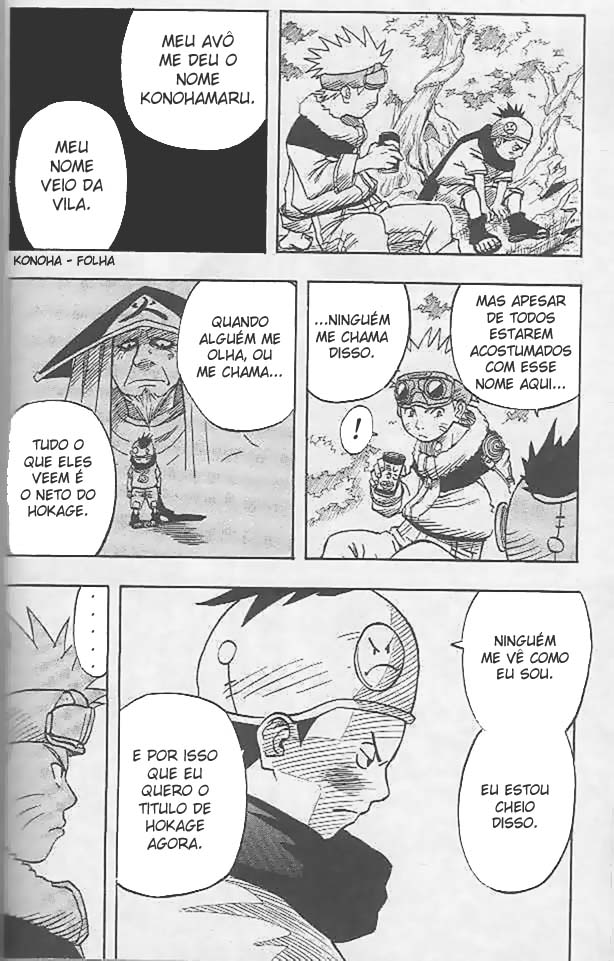 MEU AVÔ
ME DEU O
NOME
KONOHAMARU.
MEU
NOME
VEIO DA
VILA.
KONOHA - FOLHA
MAS APESAR
DE TODOS
ESTAREM
ACOSTUMADOS
COM ESSE
NOME AQUI...
...NINGUÉM
ME CHAMA
DISSO.
!
QUANDO
ALGUÉM ME
OLHA, OU
ME CHAMA...
TUDO O
QUE ELES
VEEM É
O NETO DO
HOKAGE.
NINGUÉM
ME VÊ COMO
EU SOU.
EU ESTOU
CHEIO
DISSO.
E POR ISSO
QUE EU
QUERO O
TITULO DE
HOKAGE
AGORA.
....